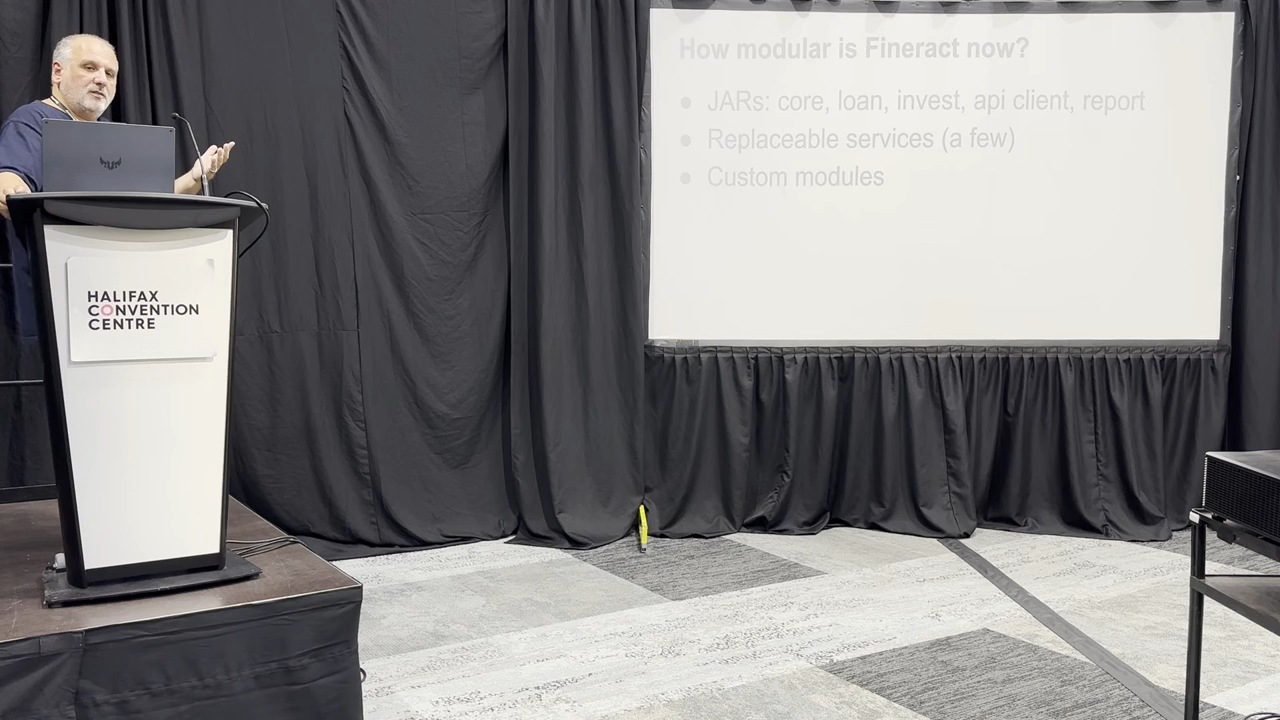 How modular is Fineract now?
● JARs: core, loan, invest, api client, report
● Replaceable services (a few)
● Custom modules
HALIFAX
CONVENTION
CENTRE